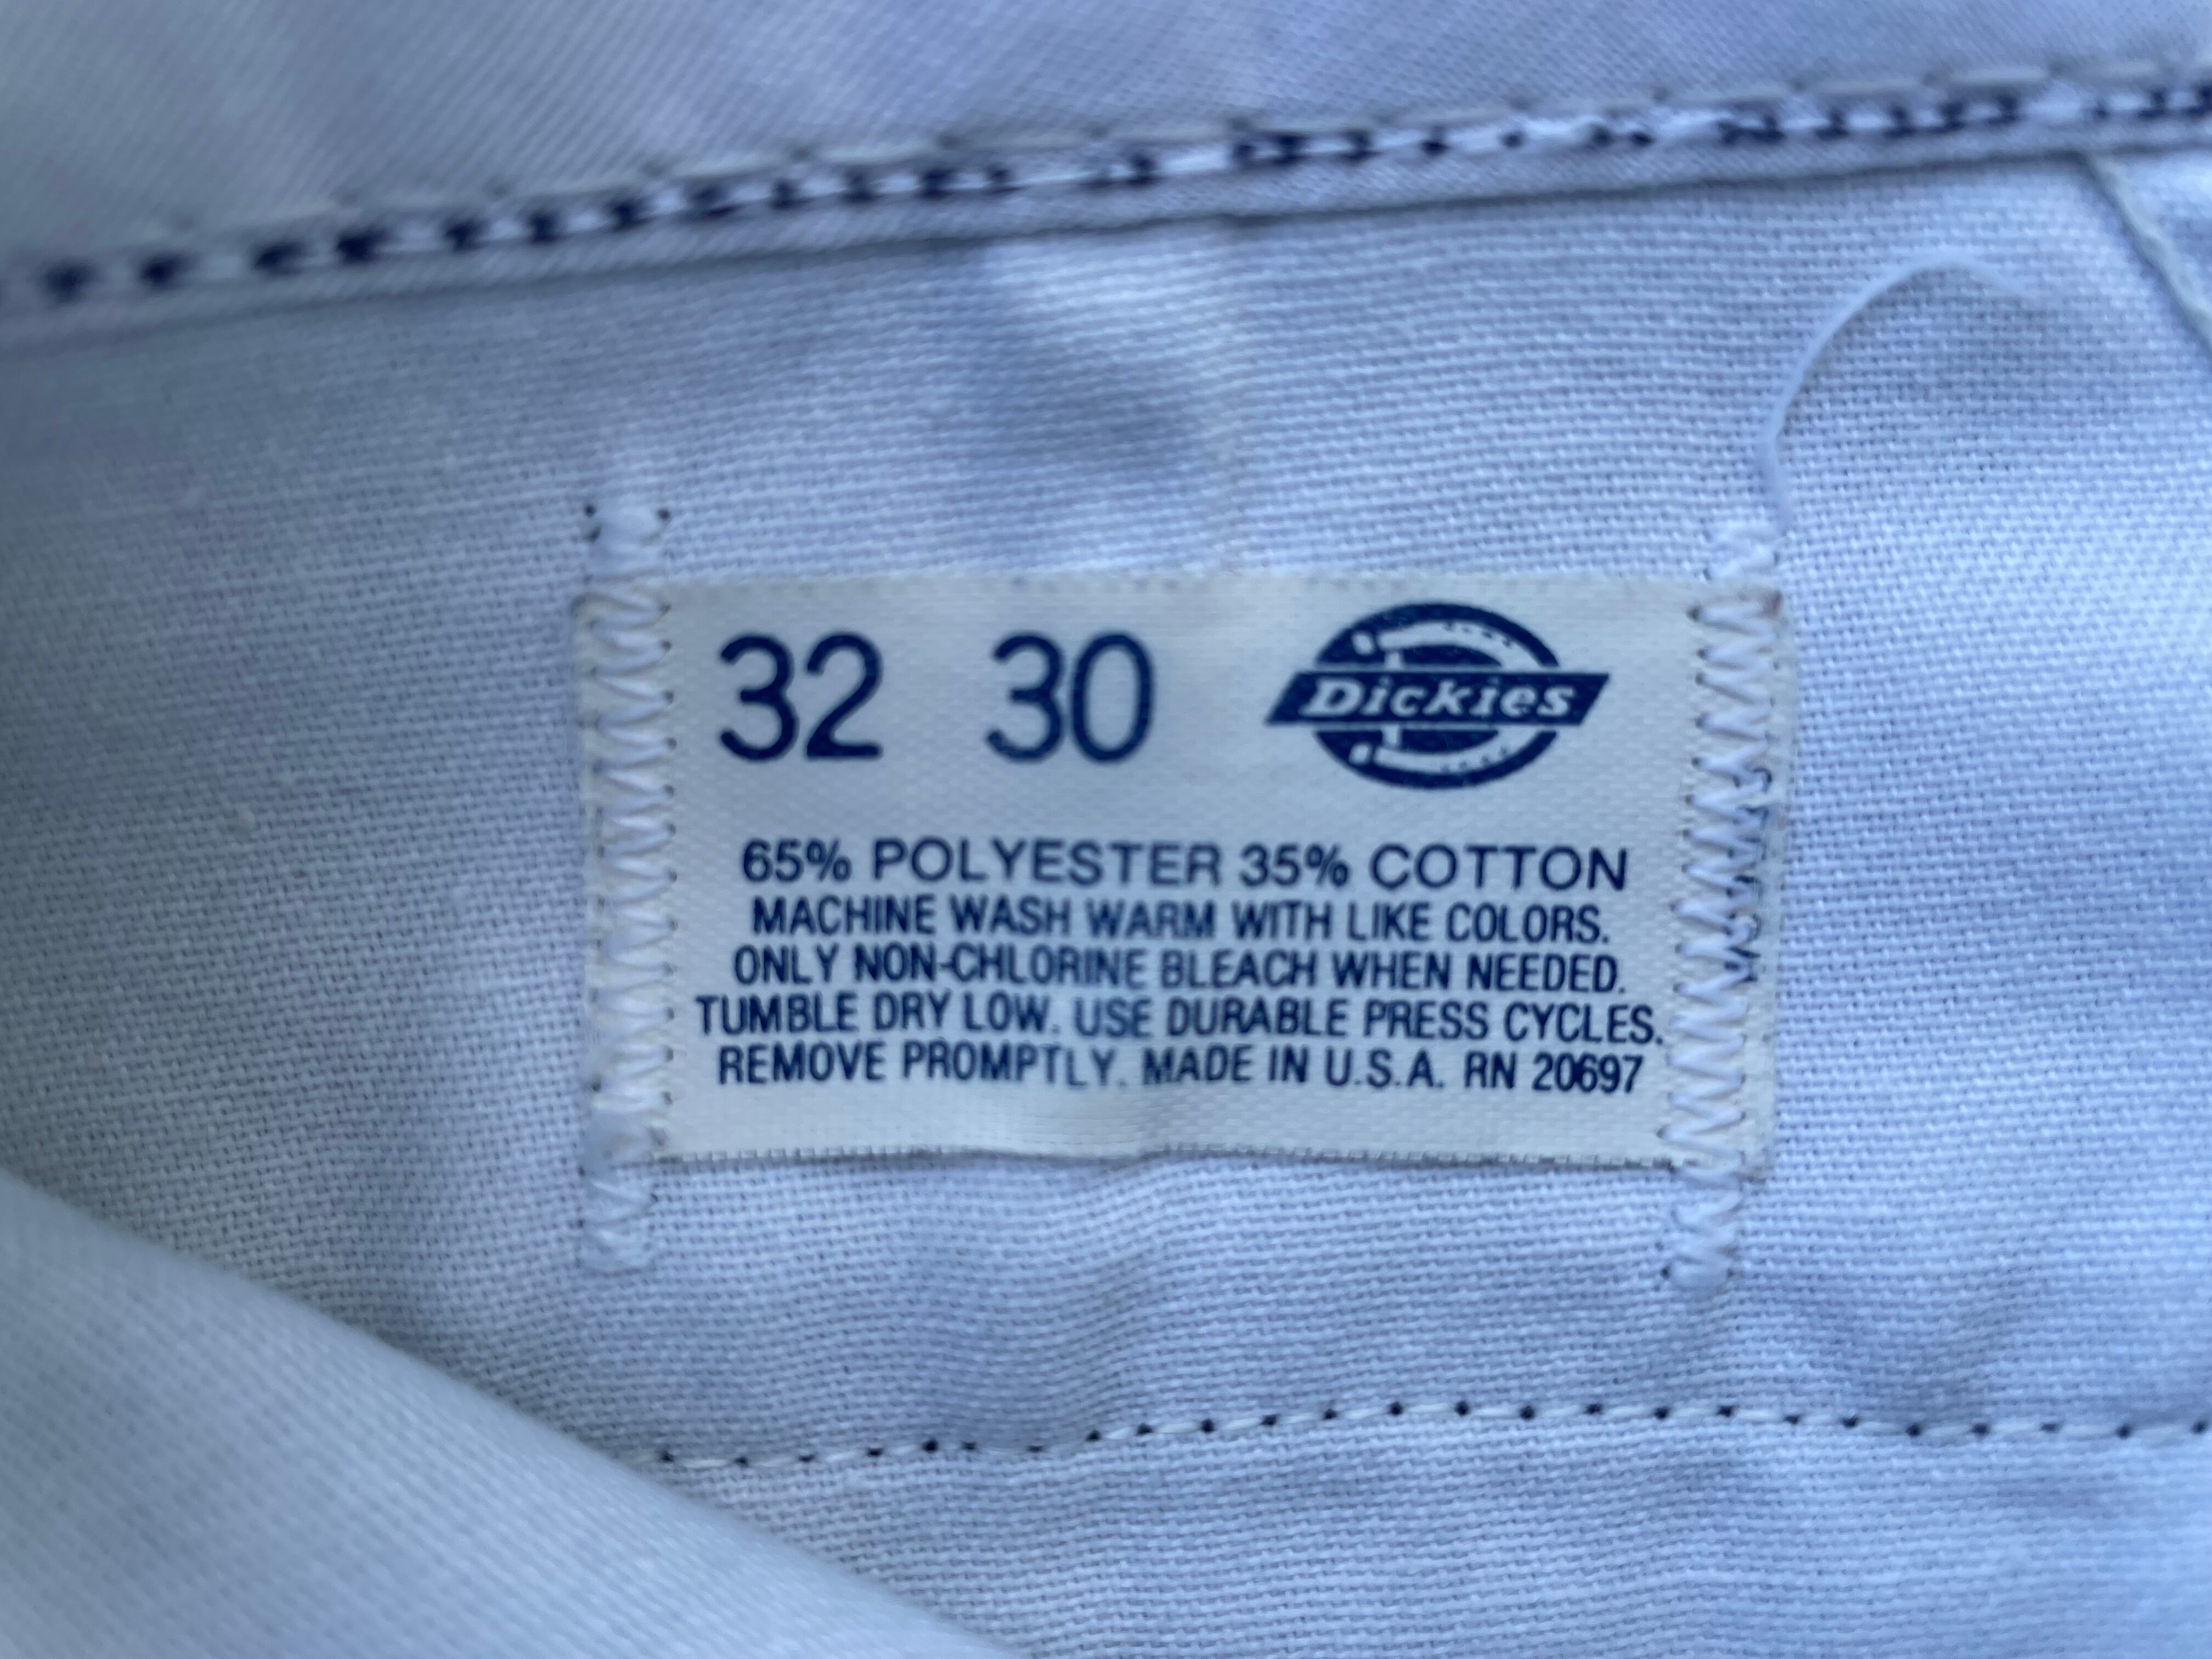 32 30 Dickies
65% POLYESTER 35% COTTON
MACHINE WASH WARM WITH LIKE COLORS.
ONLY NON-CHLORINE BLEACH WHEN NEEDED.
TUMBLE DRY LOW. USE DURABLE PRESS CYCLES.
REMOVE PROMPTLY. MADE IN U.S.A. RN 20697